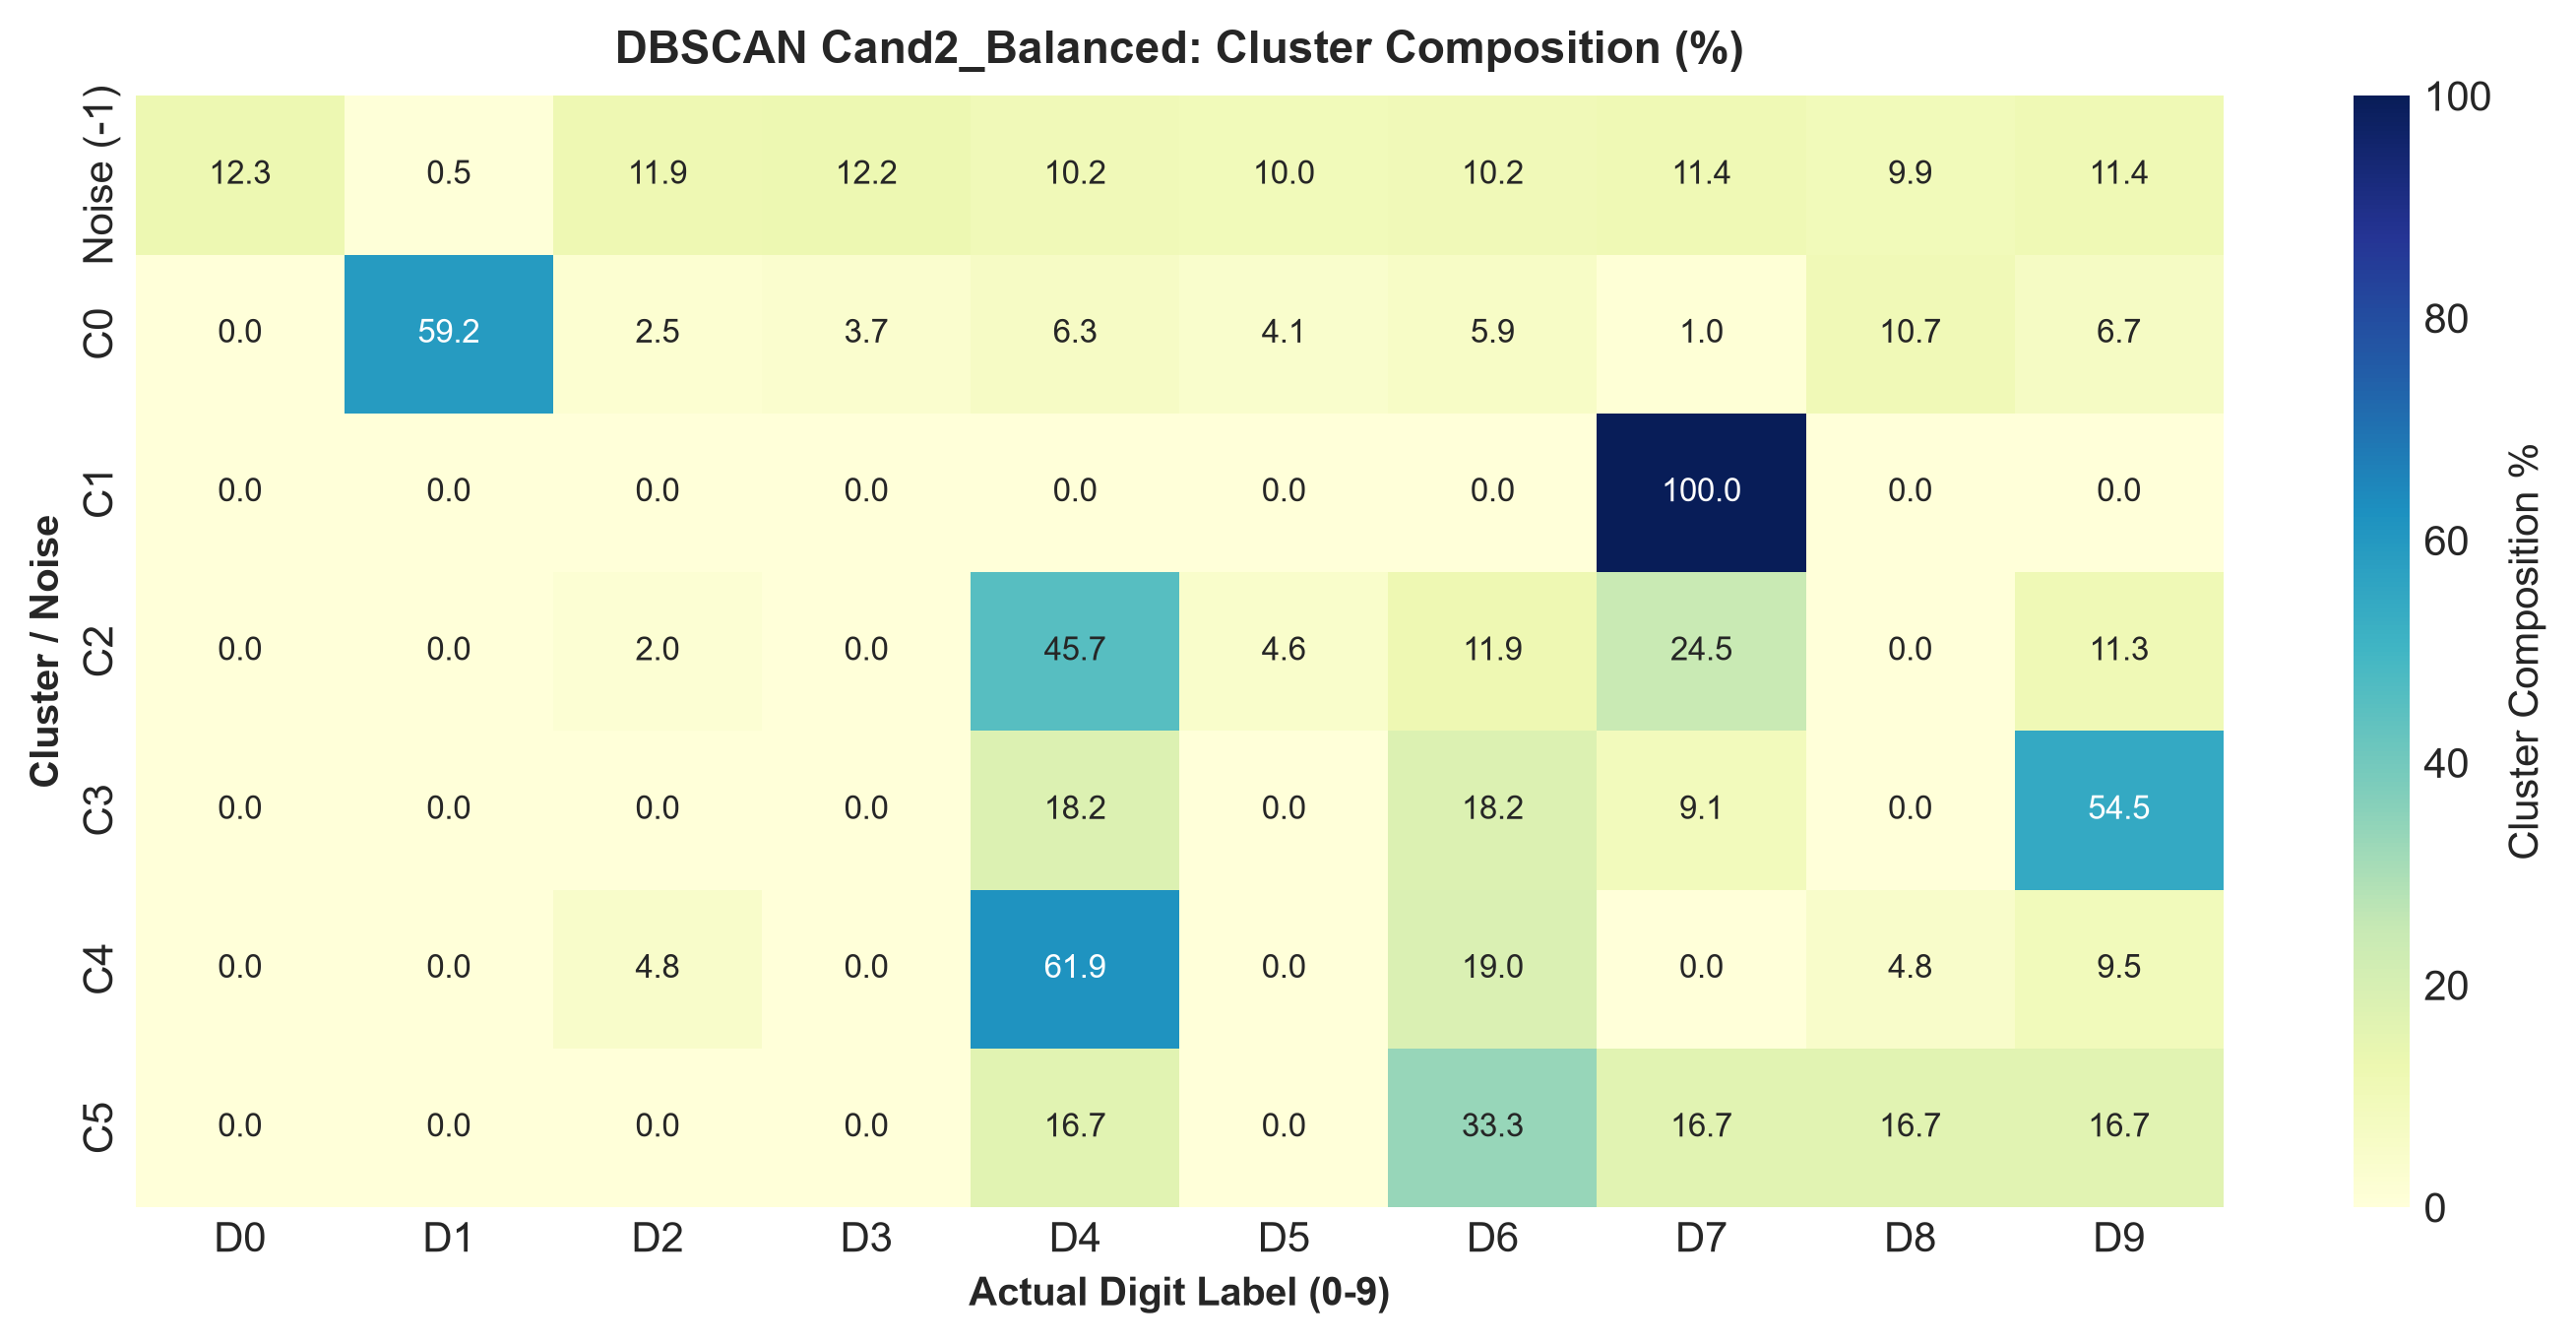 DBSCAN Cand2_Balanced: Cluster Composition (%)
Cluster / Noise
Noise (-1) 12.3 0.5 11.9 12.2 10.2 10.0 10.2 11.4 9.9 11.4
C0 0.0 59.2 2.5 3.7 6.3 4.1 5.9 1.0 10.7 6.7
C1 0.0 0.0 0.0 0.0 0.0 0.0 0.0 100.0 0.0 0.0
C2 0.0 0.0 2.0 0.0 45.7 4.6 11.9 24.5 0.0 11.3
C3 0.0 0.0 0.0 0.0 18.2 0.0 18.2 9.1 0.0 54.5
C4 0.0 0.0 4.8 0.0 61.9 0.0 19.0 0.0 4.8 9.5
C5 0.0 0.0 0.0 0.0 16.7 0.0 33.3 16.7 16.7 16.7
D0 D1 D2 D3 D4 D5 D6 D7 D8 D9
Actual Digit Label (0-9)
100
80
60
40
20
0
Cluster Composition %